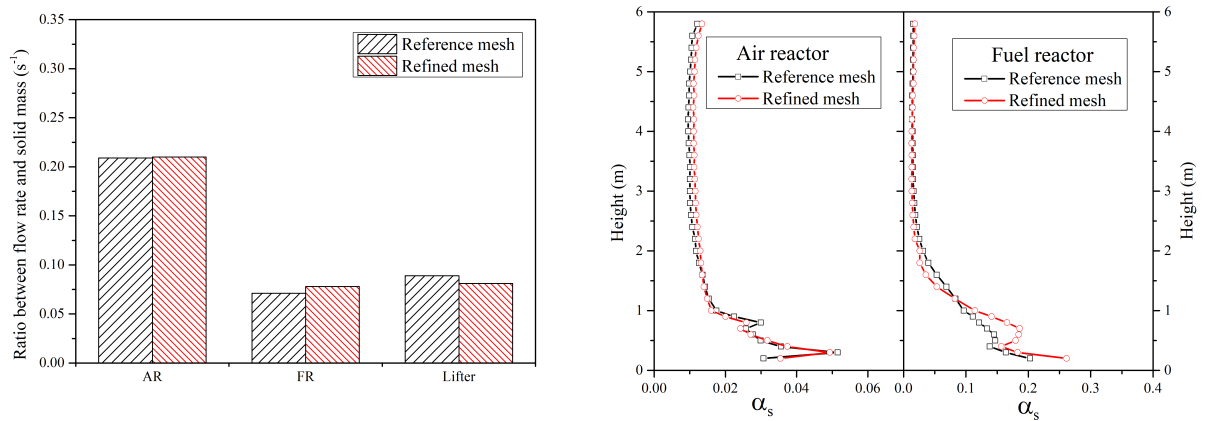 0.35
0.30
0.25
0.20
0.15
0.10
0.05
0.00
Ratio between flow rate and solid mass (s⁻¹)
Reference mesh
Refined mesh
AR
FR
Lifter
6
5
4
3
2
1
0
Height (m)
Air reactor
Reference mesh
Refined mesh
0.00
0.02
0.04
0.06
αₛ
Fuel reactor
Reference mesh
Refined mesh
0.0
0.1
0.2
0.3
0.4
αₛ
6
5
4
3
2
1
0
Height (m)